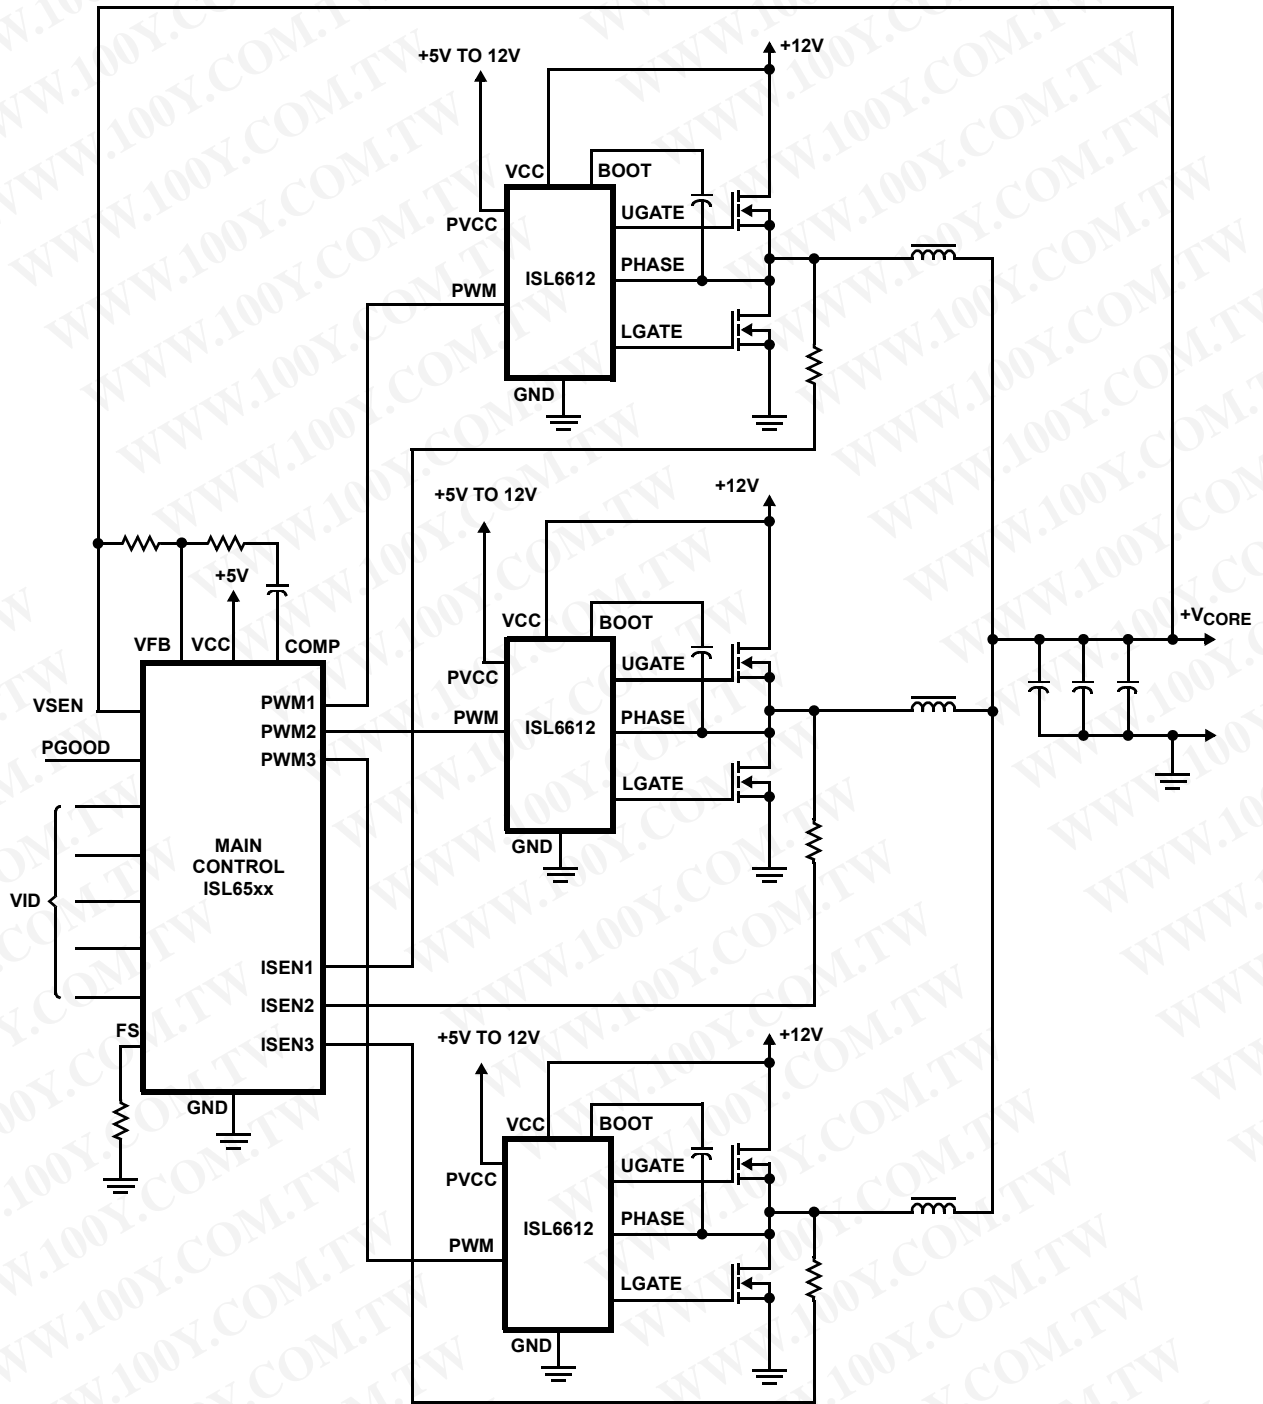 +12V
+5V TO 12V
VCC
BOOT
UGATE
PVCC
PHASE
ISL6612
PWM
LGATE
GND
+12V
+5V TO 12V
+5V
VCC
BOOT
+VCORE
VFB
VCC
COMP
UGATE
PVCC
VSEN
PWM1
PWM
PHASE
ISL6612
PWM2
PGOOD
PWM3
LGATE
GND
MAIN
CONTROL
ISL65xx
VID
ISEN1
ISEN2
FS
ISEN3
+5V TO 12V
+12V
GND
VCC
BOOT
UGATE
PVCC
PHASE
ISL6612
PWM
LGATE
GND
WWW.100Y.COM.TW